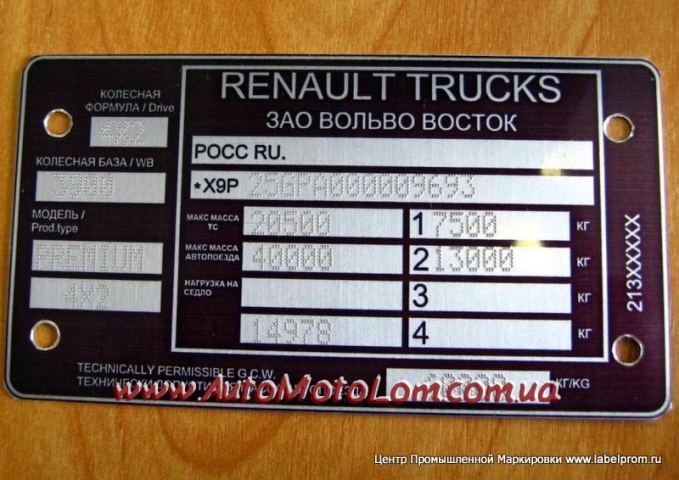 RENAULT TRUCKS
ЗАО ВОЛЬВО ВОСТОК
КОЛЕСНАЯ
ФОРМУЛА / Drive
4X2
КОЛЕСНАЯ БАЗА / WB
3900
МОДЕЛЬ /
Prod.type
PREMIUM
4X2
РОСС RU.
*X9P 25GPA000009693
МАКС МАССА
ТС
20500 1 7500 КГ
МАКС МАССА
АВТОПОЕЗДА
40000 2 13000 КГ
НАГРУЗКА НА
СЕДЛО
3 КГ
14978 4 КГ
213XXXXX
TECHNICALLY PERMISSIBLE G.C.W.
ТЕХНИЧЕСКИ
КГ/KG
www.AutoMotoLom.com.ua
Центр Промышленной Маркировки www.labelprom.ru